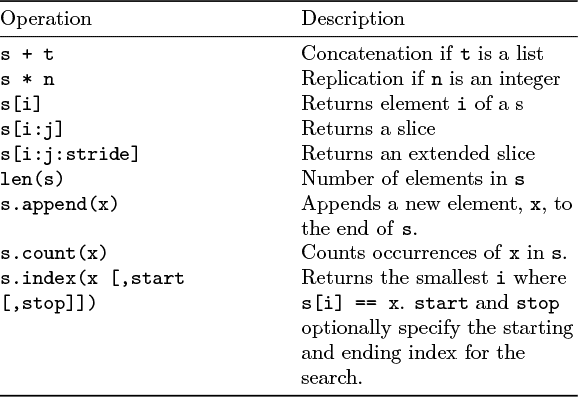 Operation Description
s + t Concatenation if t is a list
s * n Replication if n is an integer
s[i] Returns element i of a s
s[i:j] Returns a slice
s[i:j:stride] Returns an extended slice
len(s) Number of elements in s
s.append(x) Appends a new element, x, to
the end of s.
s.count(x) Counts occurrences of x in s.
s.index(x [,start Returns the smallest i where
[,stop]]) s[i] == x. start and stop
optionally specify the starting
and ending index for the
search.